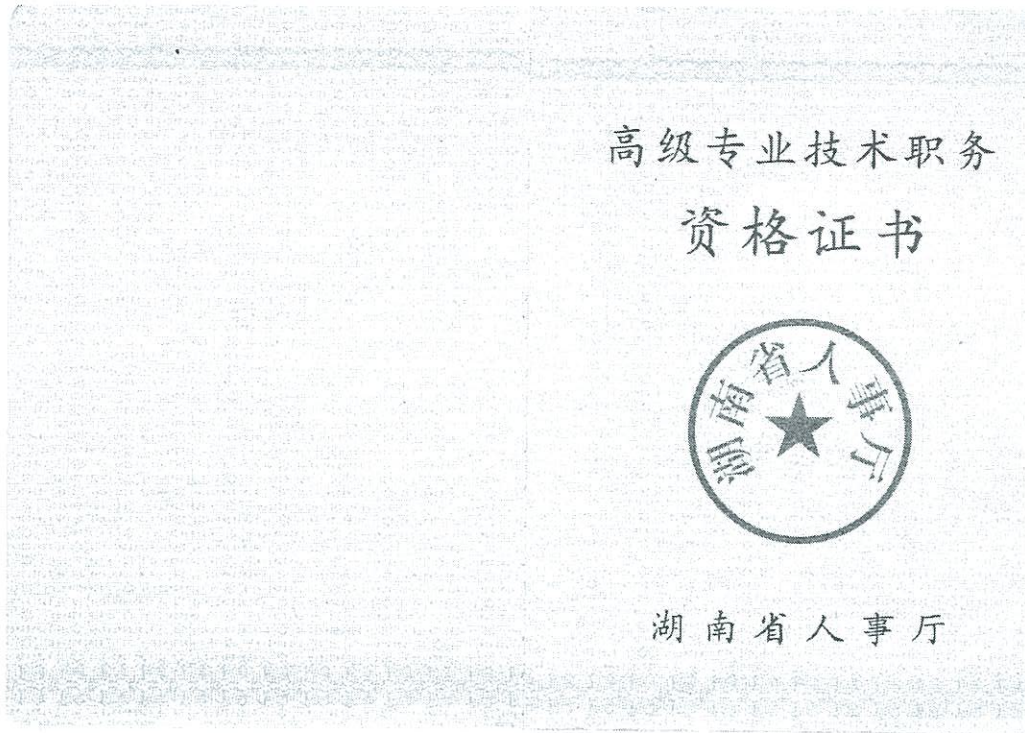 高级专业技术职务
资格证书
湖南省人事厅
湖南省人事厅